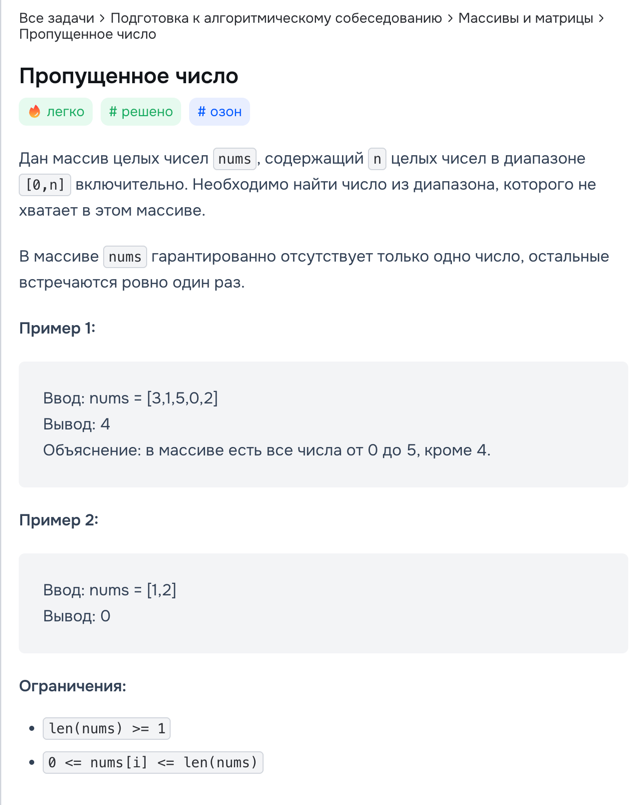 Все задачи > Подготовка к алгоритмическому собеседованию > Массивы и матрицы >
Пропущенное число
Пропущенное число
🔥 легко # решено # озон
Дан массив целых чисел nums, содержащий n целых чисел в диапазоне
[0,n] включительно. Необходимо найти число из диапазона, которого не
хватает в этом массиве.
В массиве nums гарантированно отсутствует только одно число, остальные
встречаются ровно один раз.
Пример 1:
Ввод: nums = [3,1,5,0,2]
Вывод: 4
Объяснение: в массиве есть все числа от 0 до 5, кроме 4.
Пример 2:
Ввод: nums = [1,2]
Вывод: 0
Ограничения:
• len(nums) >= 1
• 0 <= nums[i] <= len(nums)